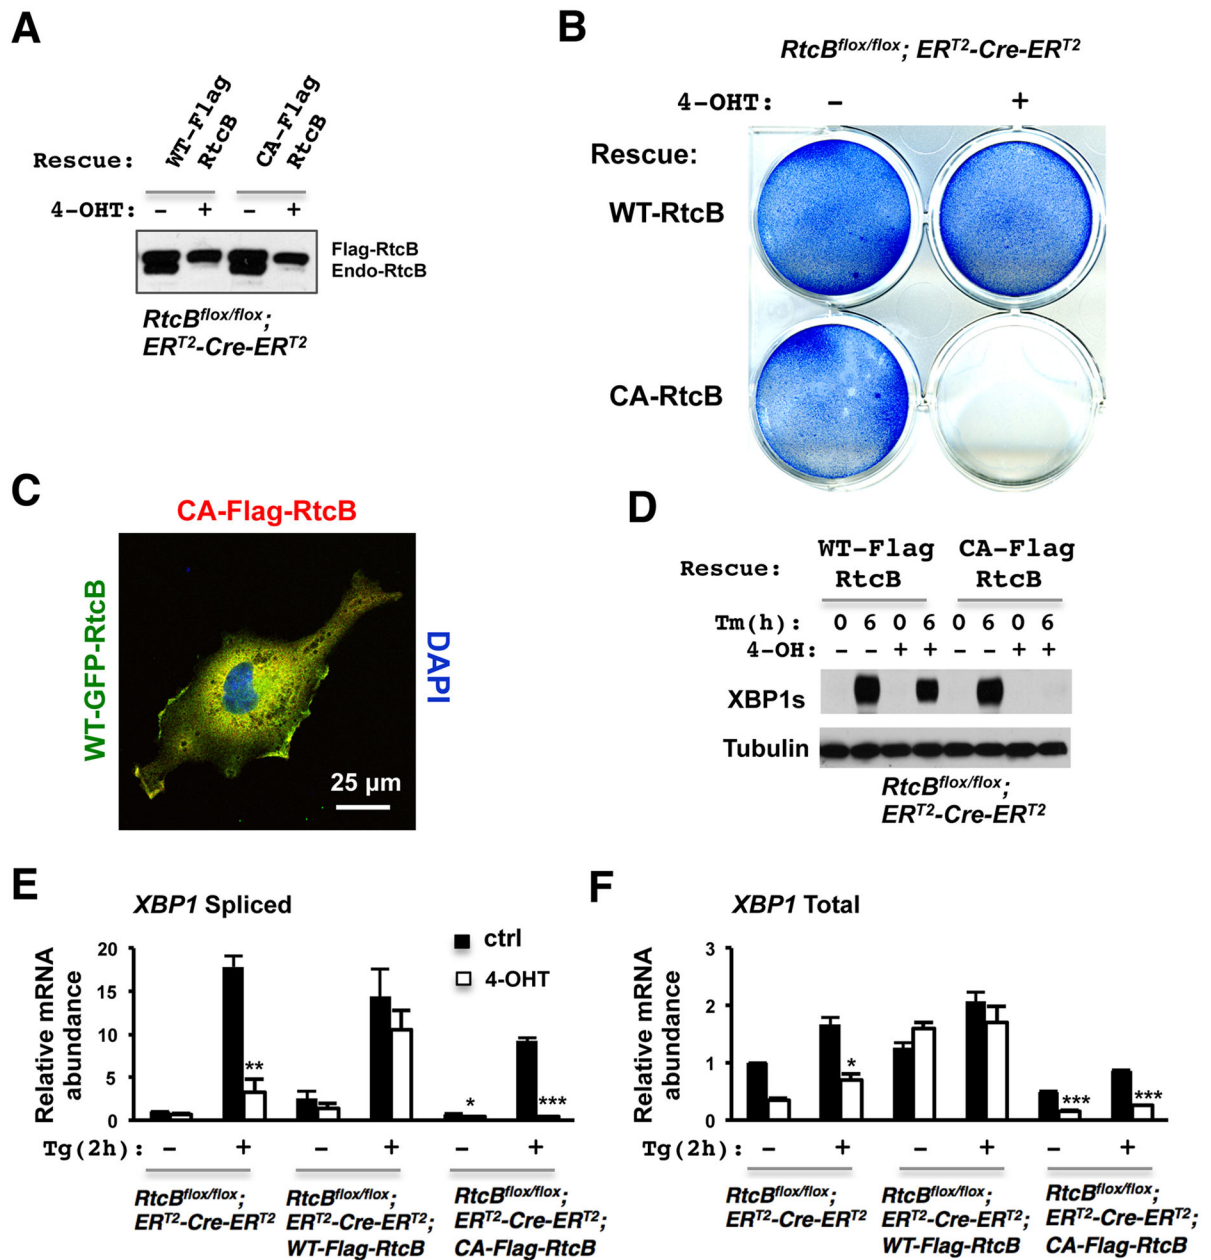 A
WT-Flag
RtcB
CA-Flag
RtcB
Rescue:
4-OHT: – + – +
Flag-RtcB
Endo-RtcB
RtcBflox/flox;
ERT2-Cre-ERT2
B
RtcBflox/flox; ERT2-Cre-ERT2
4-OHT: – +
Rescue:
WT-RtcB
CA-RtcB
C
CA-Flag-RtcB
WT-GFP-RtcB
DAPI
25 µm
D
WT-Flag CA-Flag
Rescue:
RtcB RtcB
Tm(h): 0 6 0 6 0 6 0 6
4-OH: – – + + – – + +
XBP1s
Tubulin
RtcBflox/flox;
ERT2-Cre-ERT2
E
XBP1 Spliced
Relative mRNA
abundance
20
15
10
5
0
ctrl
4-OHT
**
*
***
Tg(2h): – + – + – +
RtcBflox/flox;
ERT2-Cre-ERT2
RtcBflox/flox;
ERT2-Cre-ERT2;
WT-Flag-RtcB
RtcBflox/flox;
ERT2-Cre-ERT2;
CA-Flag-RtcB
F
XBP1 Total
Relative mRNA
abundance
3
2
1
0
*
***
***
Tg(2h): – + – + – +
RtcBflox/flox;
ERT2-Cre-ERT2
RtcBflox/flox;
ERT2-Cre-ERT2;
WT-Flag-RtcB
RtcBflox/flox;
ERT2-Cre-ERT2;
CA-Flag-RtcB